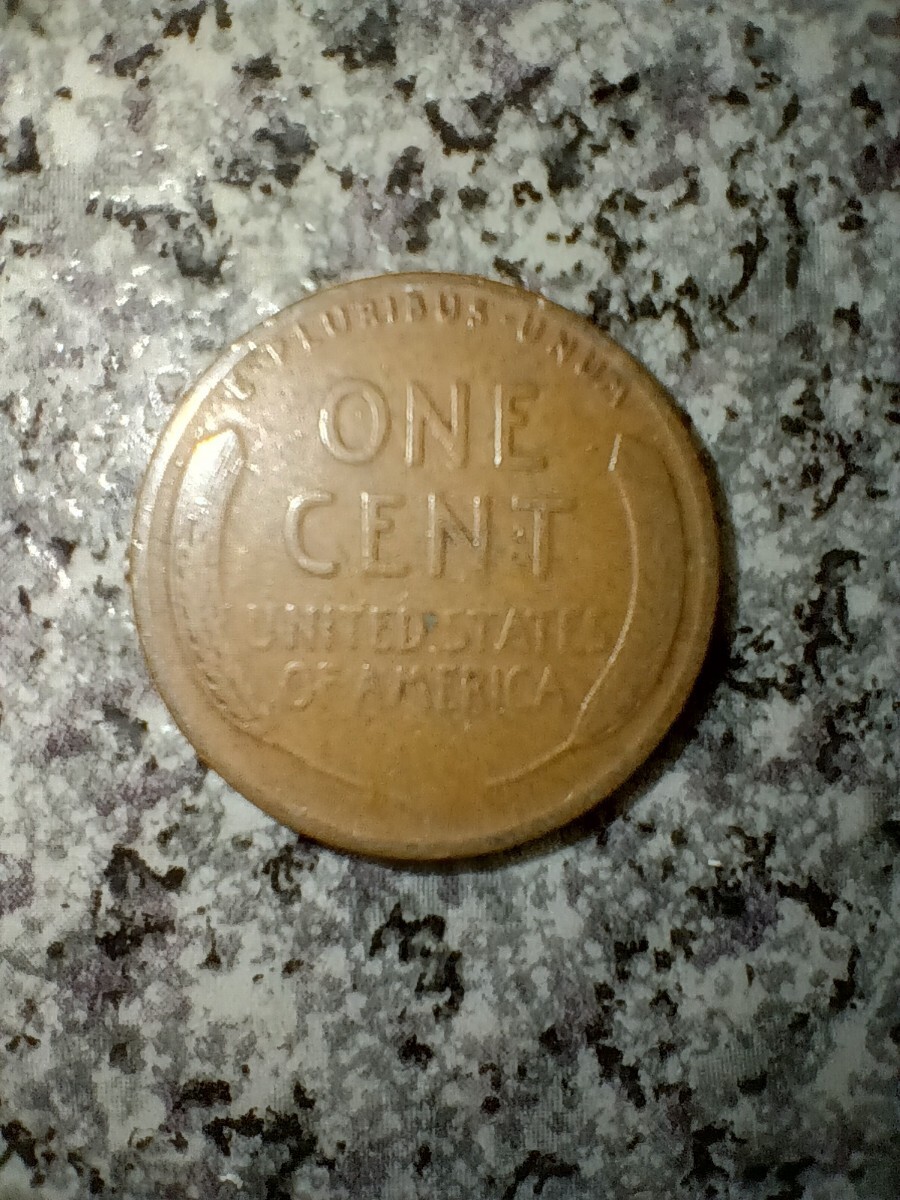 E·PLURIBUS·UNUM
ONE
CENT
UNITED STATES
OF AMERICA